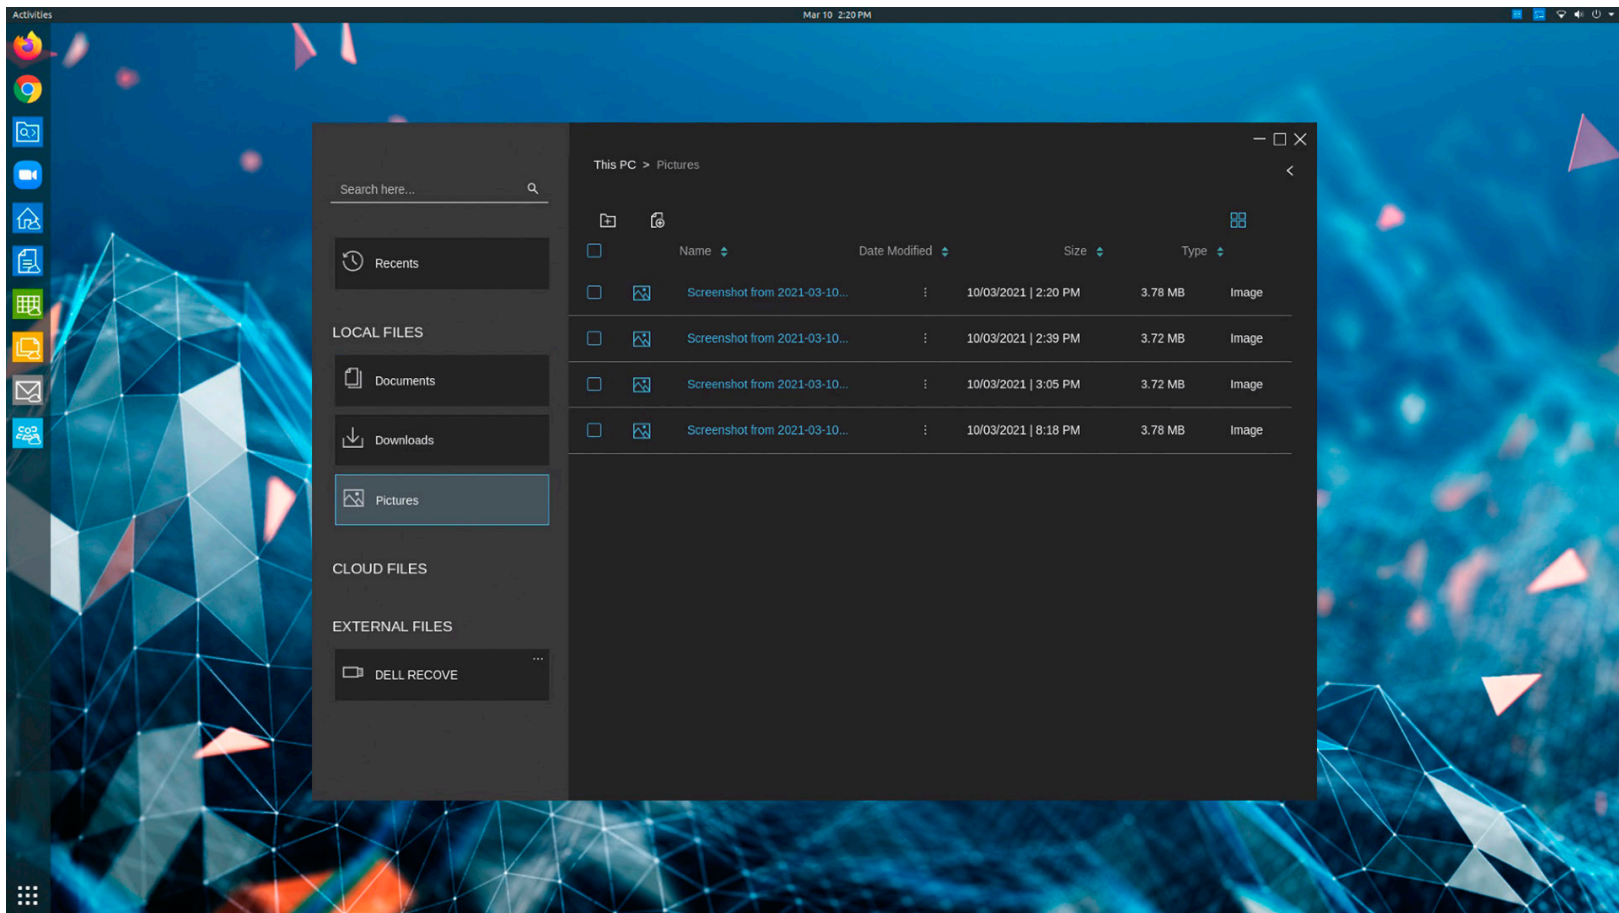 Activities
Mar 10 2:20 PM
Search here...
Recents
LOCAL FILES
Documents
Downloads
Pictures
CLOUD FILES
EXTERNAL FILES
DELL RECOVE
This PC > Pictures
Name Date Modified Size Type
Screenshot from 2021-03-10... 10/03/2021 | 2:20 PM 3.78 MB Image
Screenshot from 2021-03-10... 10/03/2021 | 2:39 PM 3.72 MB Image
Screenshot from 2021-03-10... 10/03/2021 | 3:05 PM 3.72 MB Image
Screenshot from 2021-03-10... 10/03/2021 | 8:18 PM 3.78 MB Image